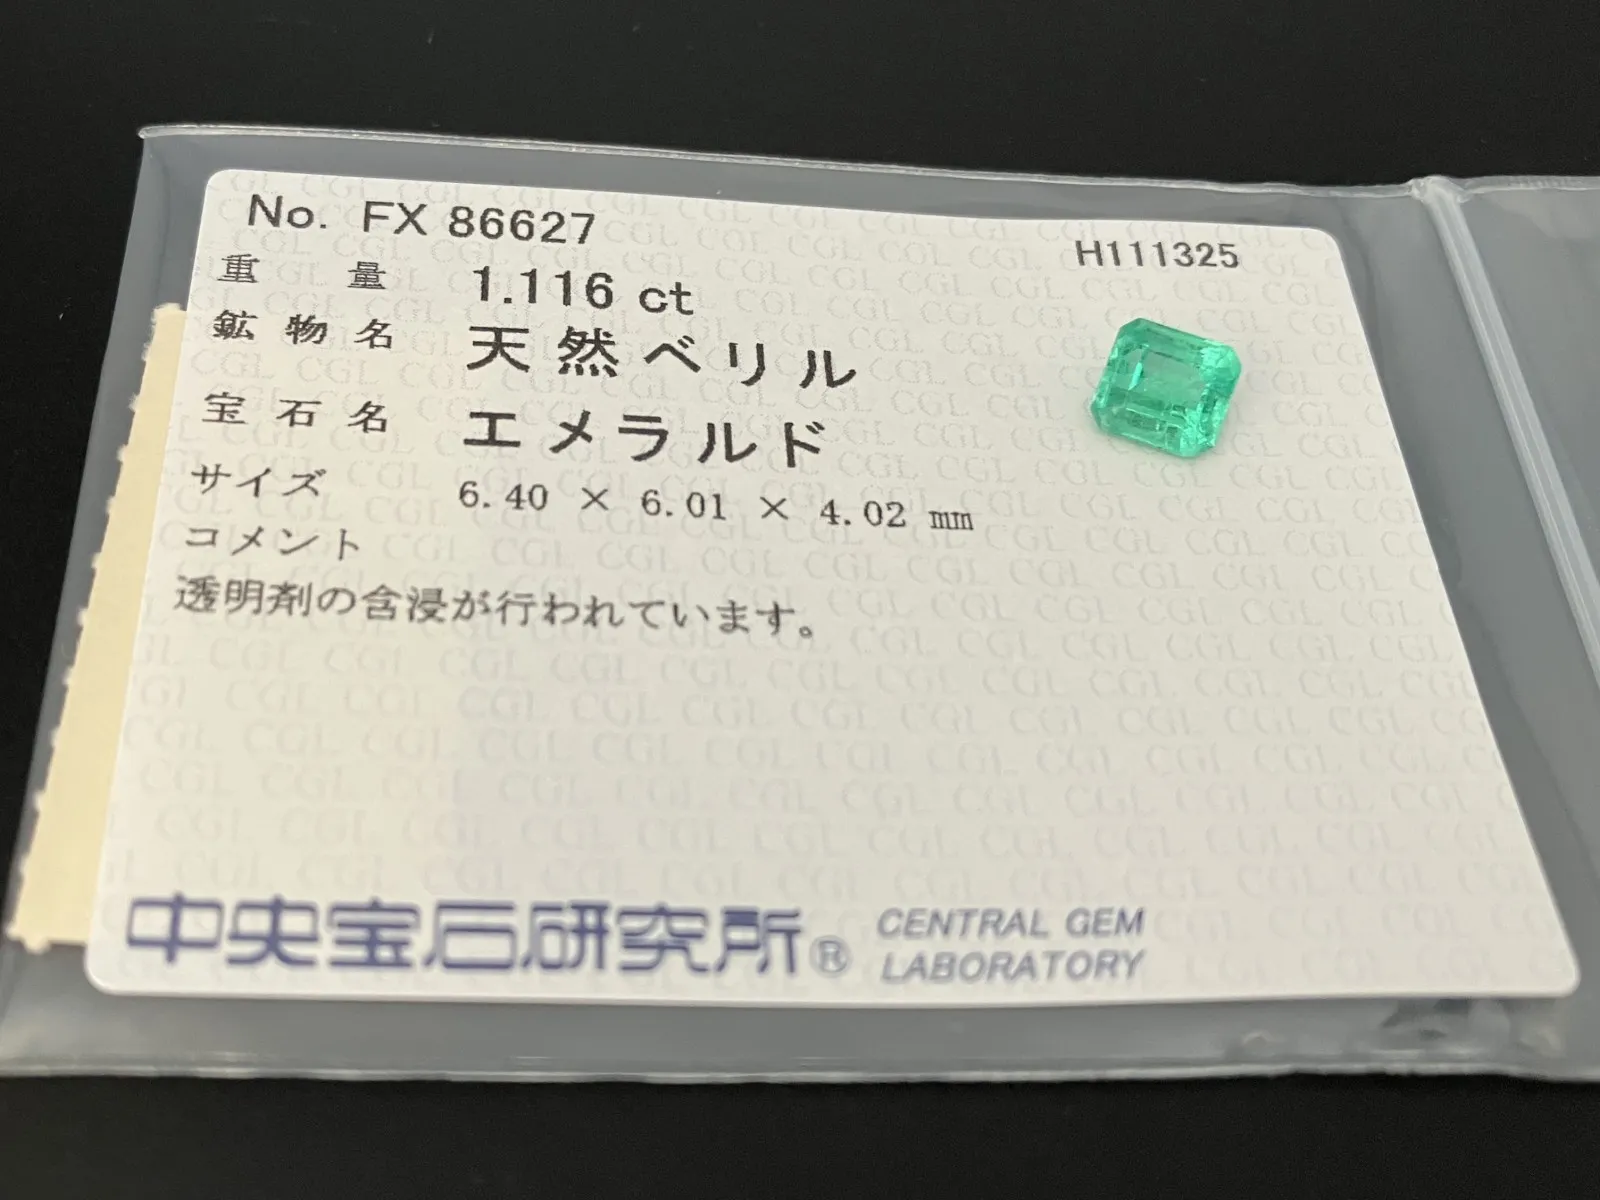 No. FX 86627
H111325
重量 1.116 ct
鉱物名 天然ベリル
宝石名 エメラルド
サイズ 6.40 × 6.01 × 4.02 mm
コメント
透明剤の含浸が行われています。
中央宝石研究所® CENTRAL GEM
LABORATORY